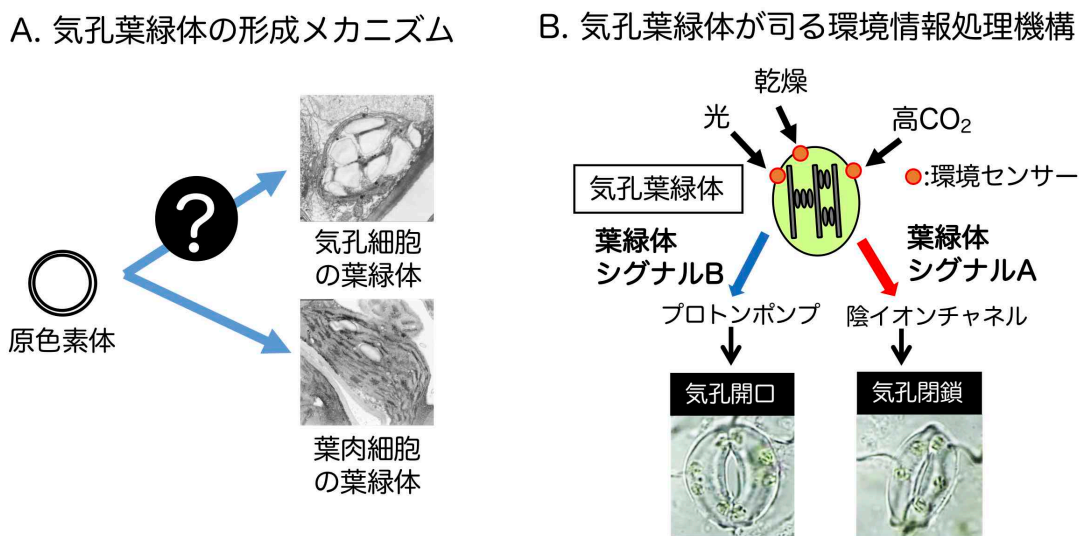 A. 気孔葉緑体の形成メカニズム
?
原色素体
気孔細胞
の葉緑体
葉肉細胞
の葉緑体
B. 気孔葉緑体が司る環境情報処理機構
乾燥
光
高CO₂
:環境センサー
気孔葉緑体
葉緑体
シグナルB
葉緑体
シグナルA
プロトンポンプ
陰イオンチャネル
気孔開口
気孔閉鎖